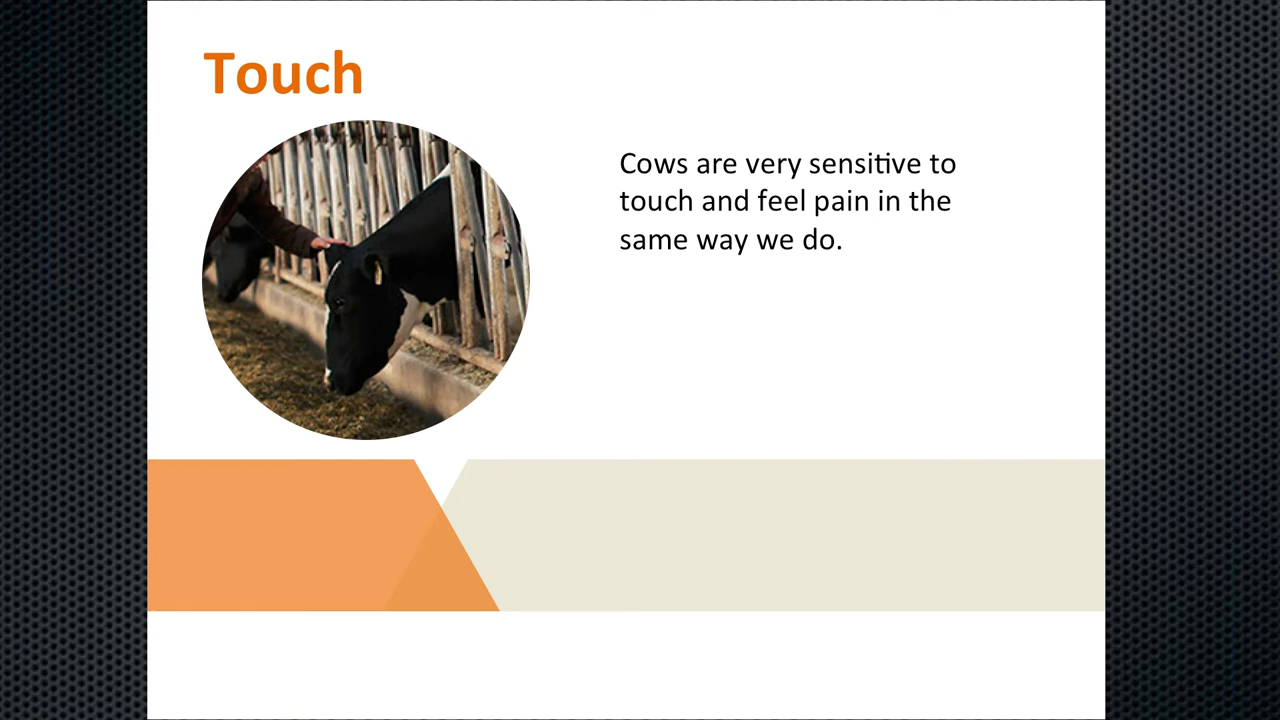 Touch
Cows are very sensitive to
touch and feel pain in the
same way we do.